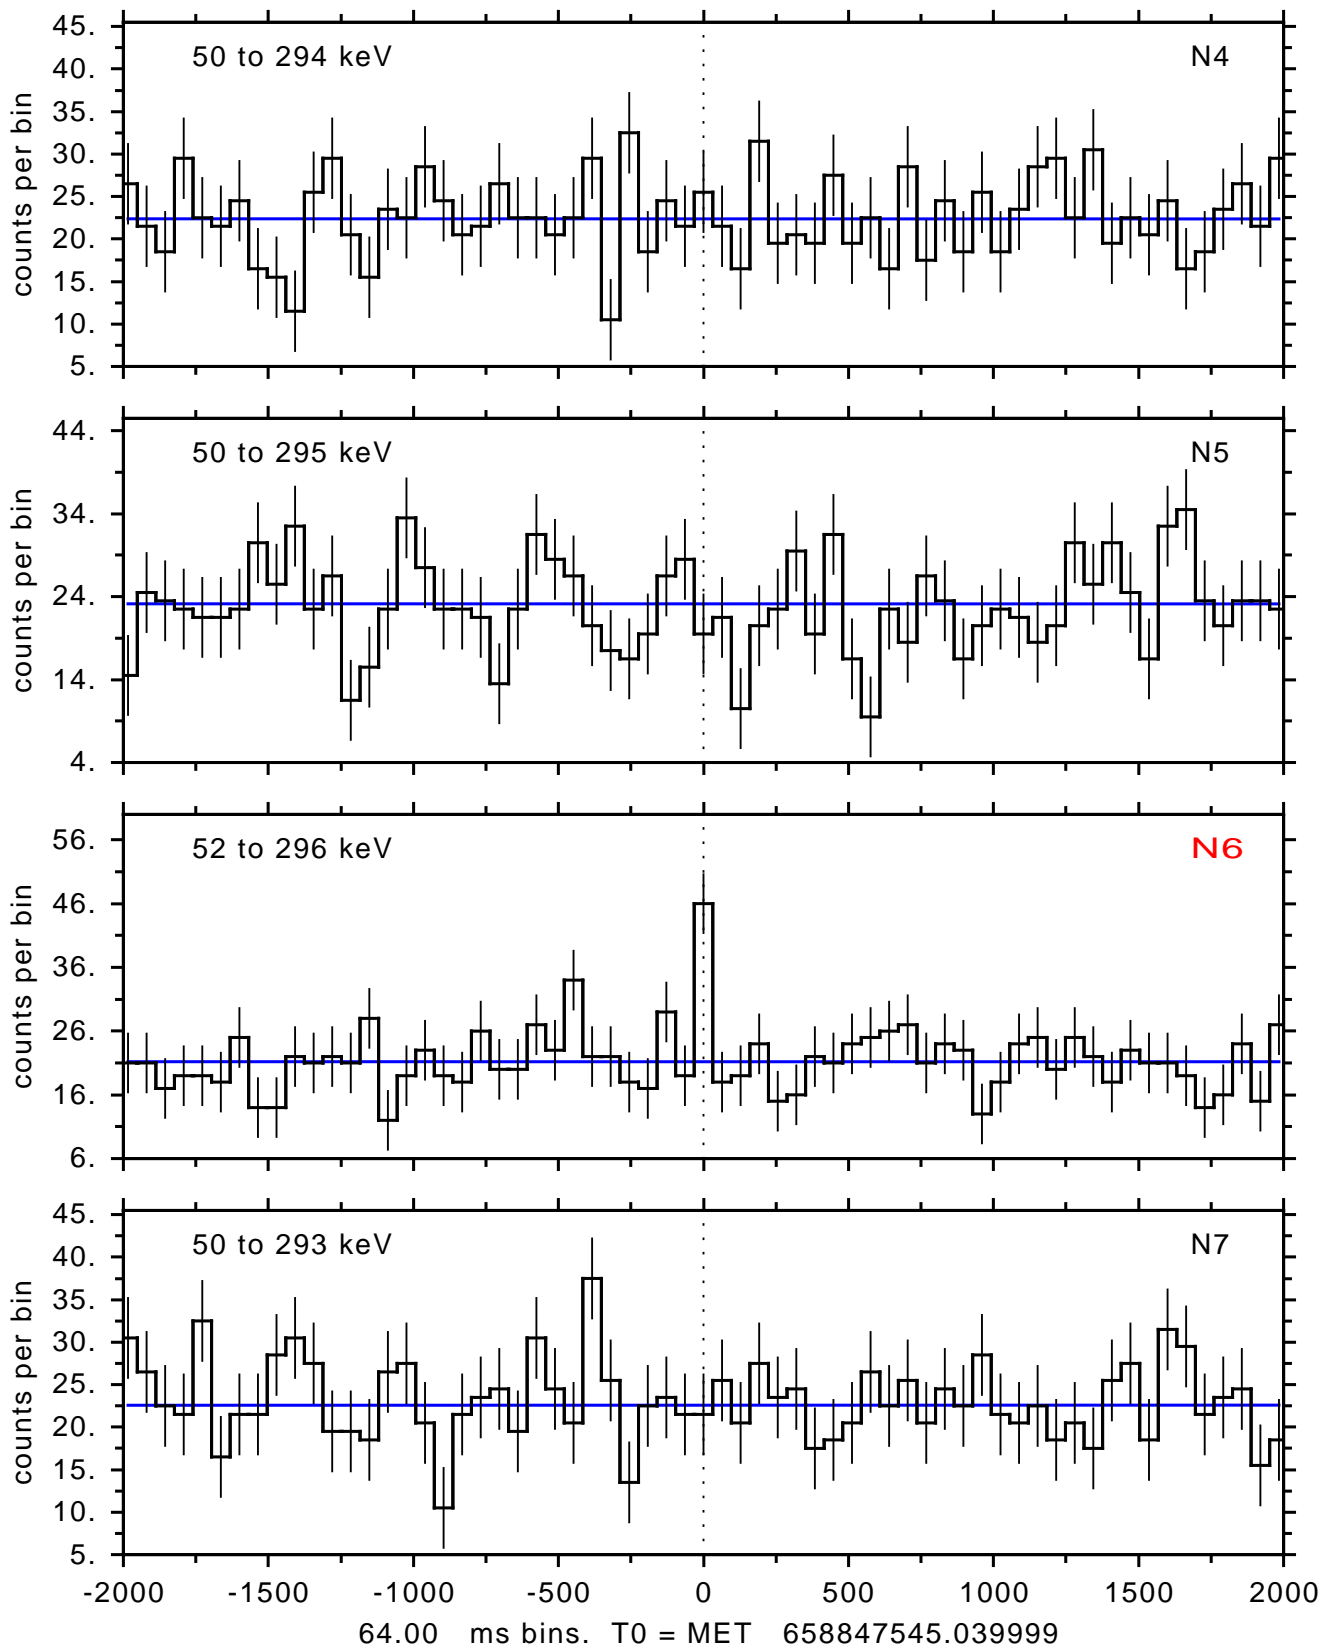 45.
50 to 294 keV N4
40.
35.
30.
25.
20.
15.
10.
5.
counts per bin
44.
50 to 295 keV N5
34.
24.
14.
4.
counts per bin
56.
52 to 296 keV N6
46.
36.
26.
16.
6.
counts per bin
45.
50 to 293 keV N7
40.
35.
30.
25.
20.
15.
10.
5.
counts per bin
-2000 -1500 -1000 -500 0 500 1000 1500 2000
64.00 ms bins. T0 = MET 658847545.039999